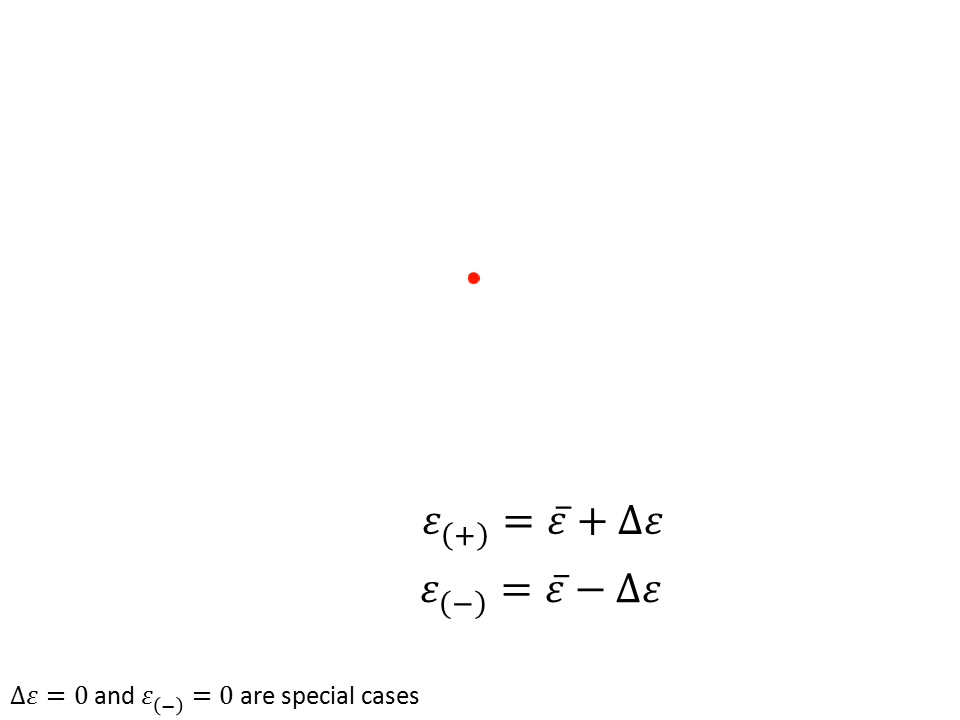 𝜀₍₊₎ = 𝜀̄ + Δ𝜀
𝜀₍₋₎ = 𝜀̄ − Δ𝜀
Δ𝜀 = 0 and 𝜀₍₋₎ = 0 are special cases